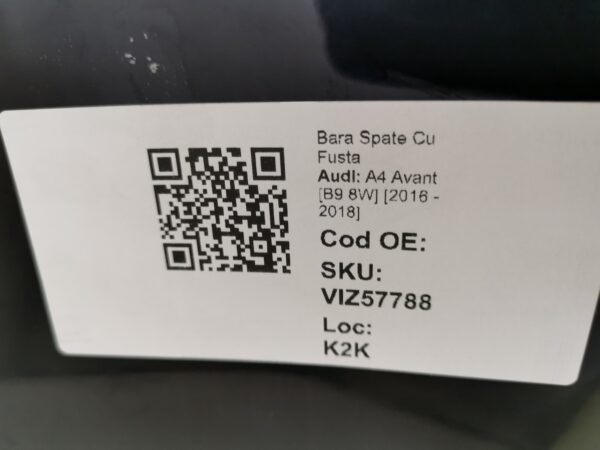 Bara Spate Cu
Fusta
Audi: A4 Avant
[B9 8W] [2016 -
2018]
Cod OE:
SKU:
VIZ57788
Loc:
K2K